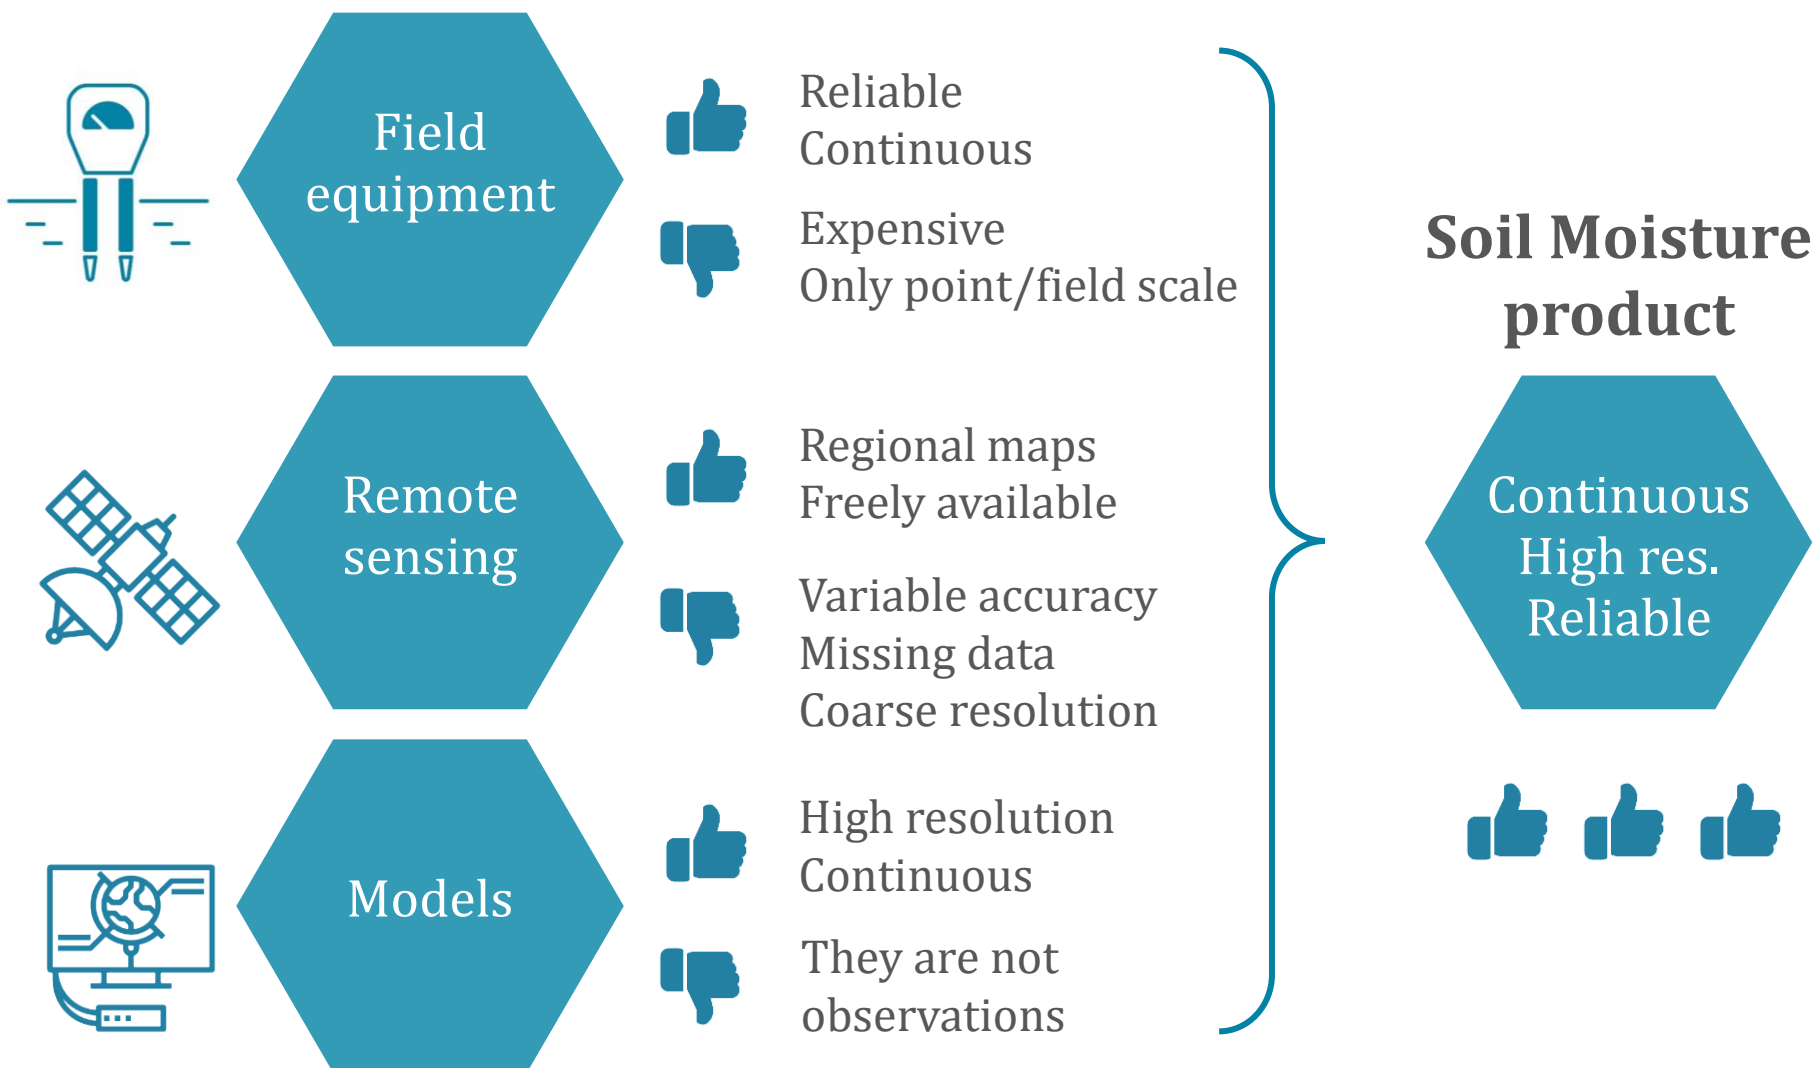 Field
equipment
Reliable
Continuous
Expensive
Only point/field scale
Remote
sensing
Regional maps
Freely available
Variable accuracy
Missing data
Coarse resolution
Models
High resolution
Continuous
They are not
observations
Soil Moisture
product
Continuous
High res.
Reliable